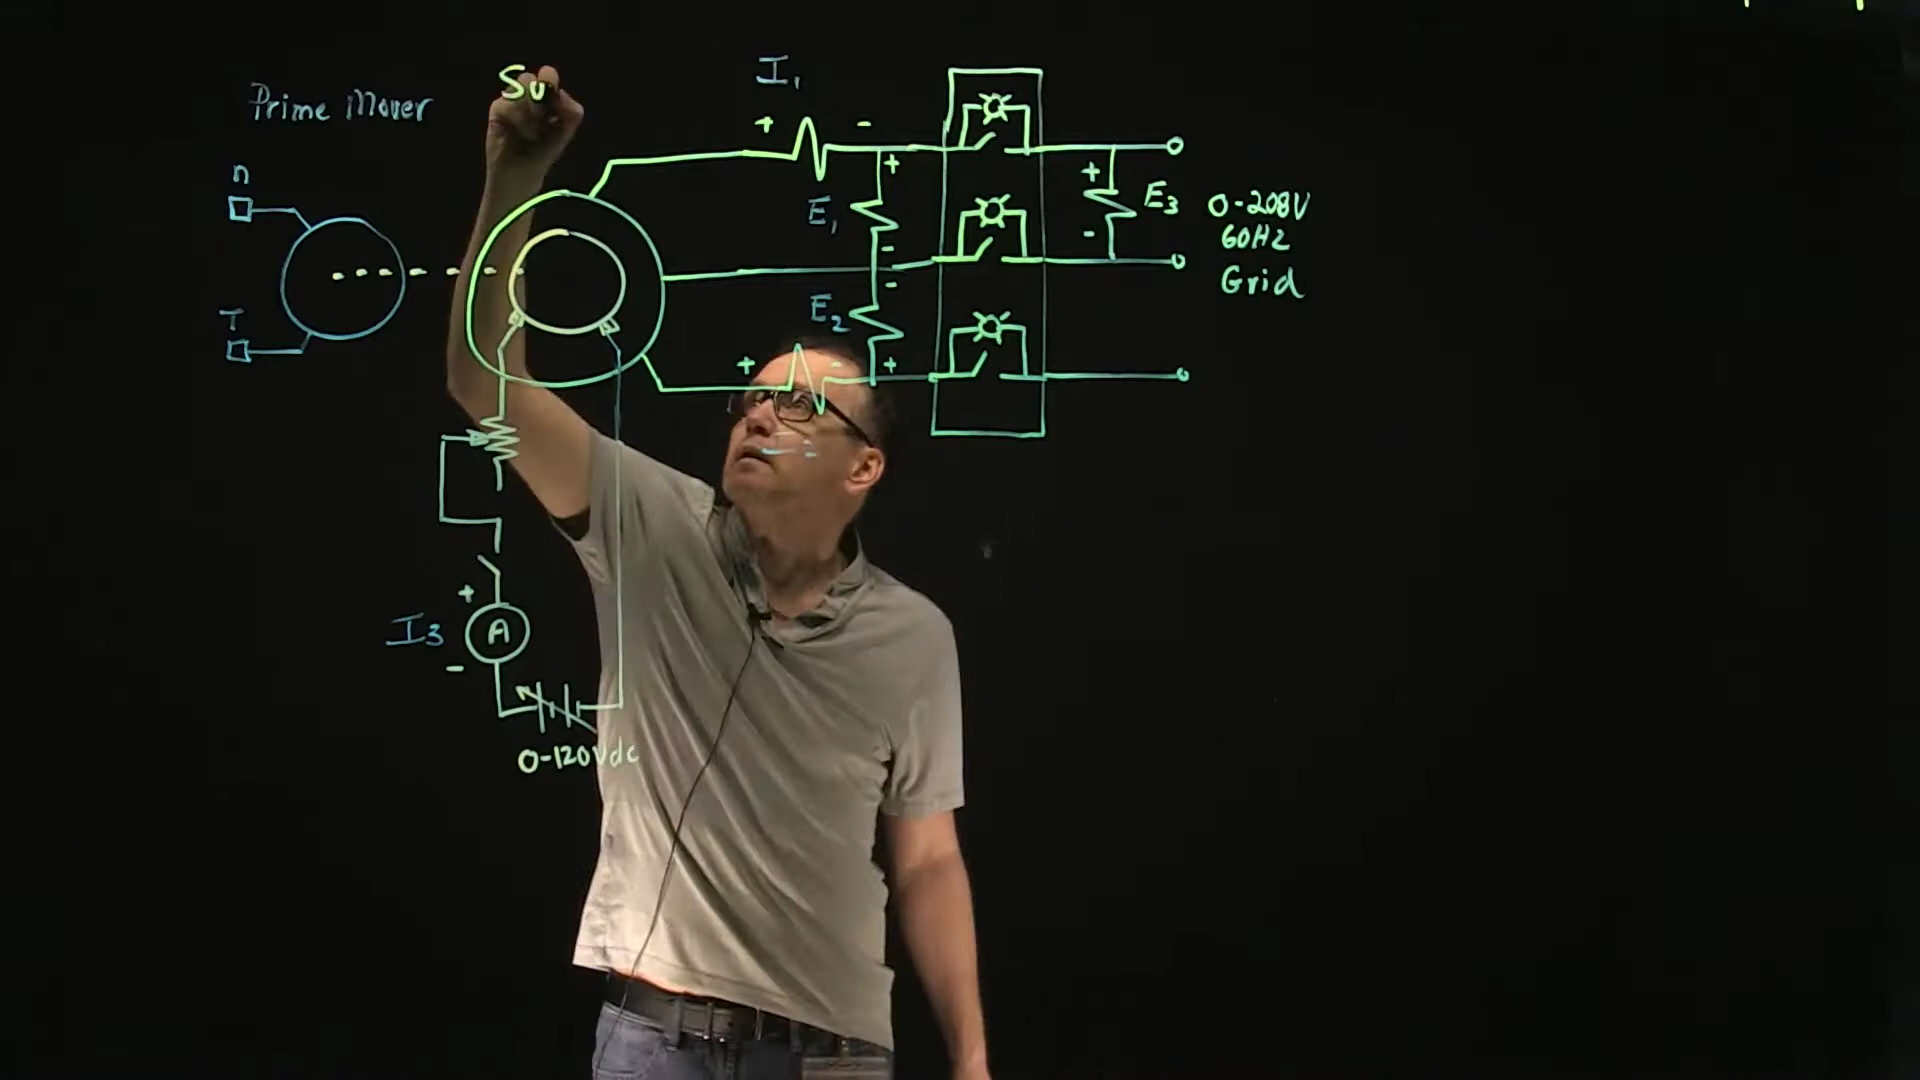 Prime Mover
Su
I₁
n
T
+ -
+
E₁
-
-
E₂
+
+ -
+
E₃
-
0-208V
60Hz
Grid
+
I3
A
-
0-120Vdc